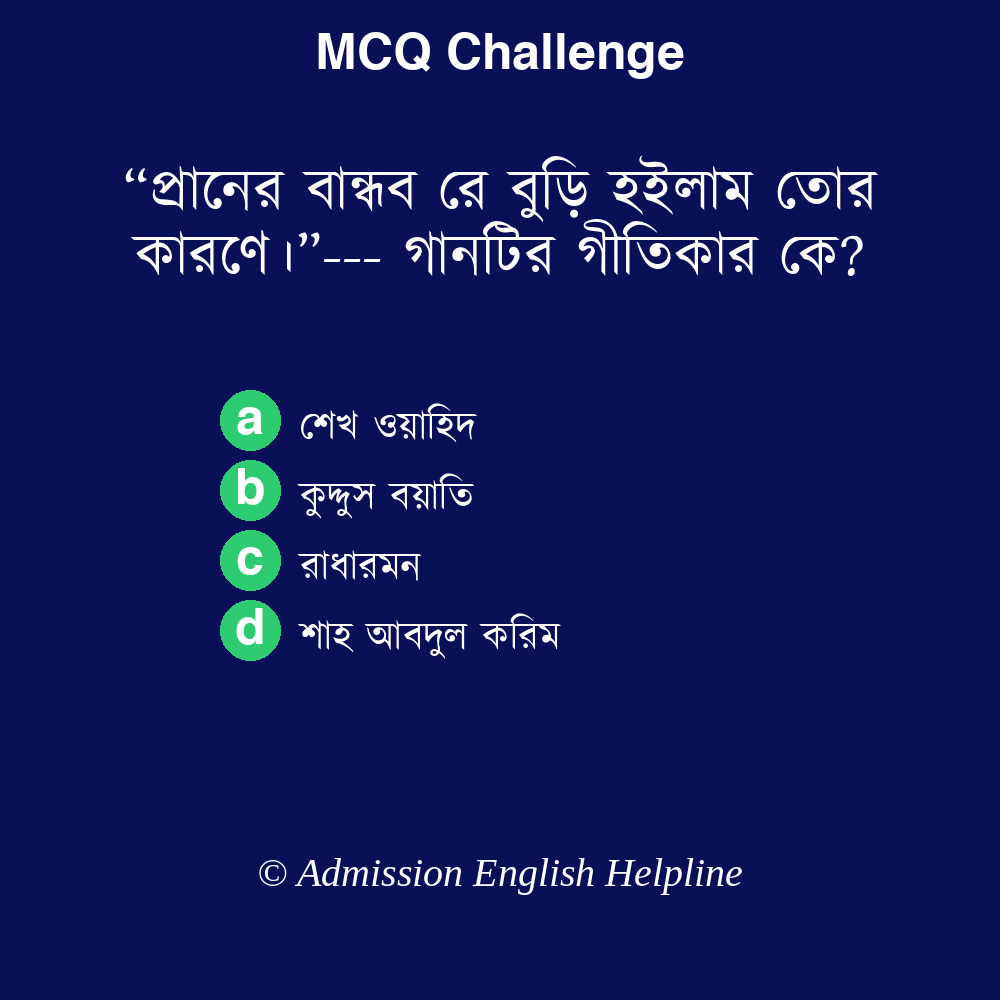 MCQ Challenge
“প্রানের বান্ধব রে বুড়ি হইলাম তোর
কারণে।”--- গানটির গীতিকার কে?
a শেখ ওয়াহিদ
b কুদ্দুস বয়াতি
c রাধারমন
d শাহ আবদুল করিম
© Admission English Helpline